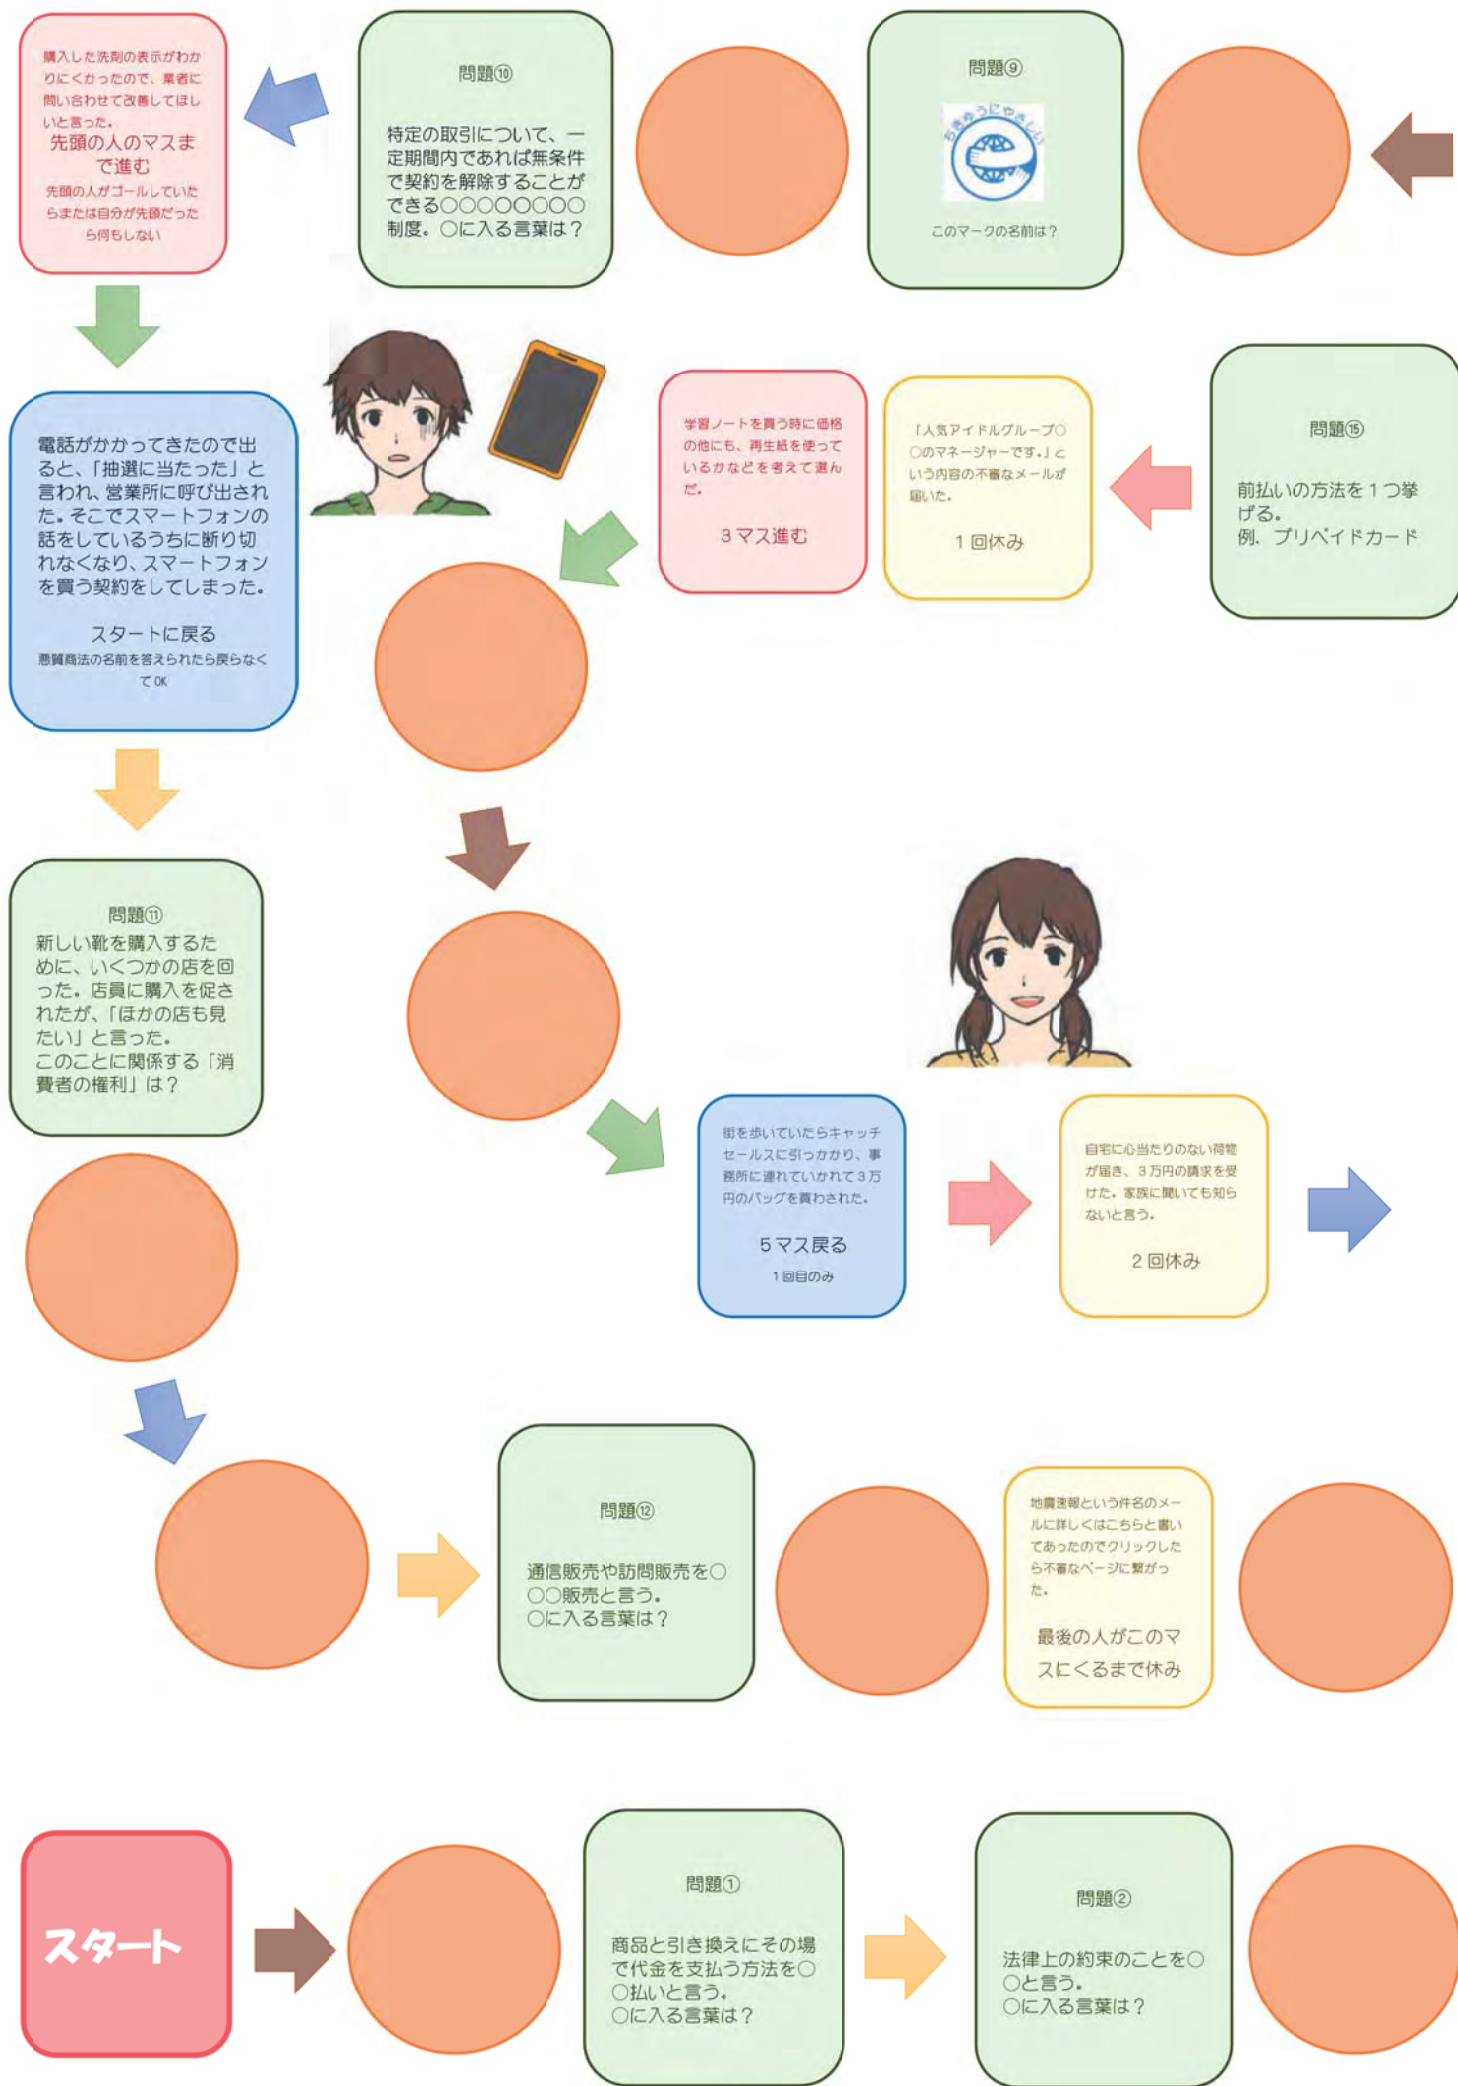 購入した洗剤の表示がわか
りにくかったので、業者に
問い合わせて改善してほし
いと言った。
先頭の人のマスま
で進む
先頭の人がゴールしていた
らまたは自分が先頭だった
ら何もしない
問題⑩
特定の取引について、一
定期間内であれば無条件
で契約を解除することが
できる○○○○○○○○
制度。○に入る言葉は？
問題⑨
ちきゅうにやさしい
このマークの名前は？
電話がかかってきたので出
ると、「抽選に当たった」と
言われ、営業所に呼び出され
た。そこでスマートフォンの
話をしているうちに断り切
れなくなり、スマートフォン
を買う契約をしてしまった。
スタートに戻る
悪質商法の名前を答えられたら戻らなく
てOK
学習ノートを買う時に価格
の他にも、再生紙を使って
いるかなどを考えて選ん
だ。
３マス進む
「人気アイドルグループ○
○のマネージャーです。」と
いう内容の不審なメールが
届いた。
１回休み
問題⑮
前払いの方法を１つ挙
げる。
例．プリペイドカード
問題⑪
新しい靴を購入するた
めに、いくつかの店を回
った。店員に購入を促さ
れたが、「ほかの店も見
たい」と言った。
このことに関係する「消
費者の権利」は？
街を歩いていたらキャッチ
セールスに引っかかり、事
務所に連れていかれて３万
円のバッグを買わされた。
５マス戻る
１回目のみ
自宅に心当たりのない荷物
が届き、３万円の請求を受
けた。家族に聞いても知ら
ないと言う。
２回休み
問題⑫
通信販売や訪問販売を○
○○販売と言う。
○に入る言葉は？
地震速報という件名のメー
ルに詳しくはこちらと書い
てあったのでクリックした
ら不審なページに繋がっ
た。
最後の人がこのマ
スにくるまで休み
スタート
問題①
商品と引き換えにその場
で代金を支払う方法を○
○払いと言う。
○に入る言葉は？
問題②
法律上の約束のことを○
○と言う。
○に入る言葉は？